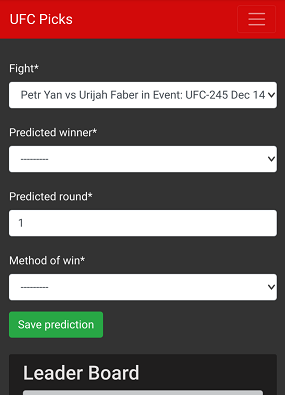 UFC Picks
Fight*
Petr Yan vs Urijah Faber in Event: UFC-245 Dec 14
Predicted winner*
---------
Predicted round*
1
Method of win*
---------
Save prediction
Leader Board